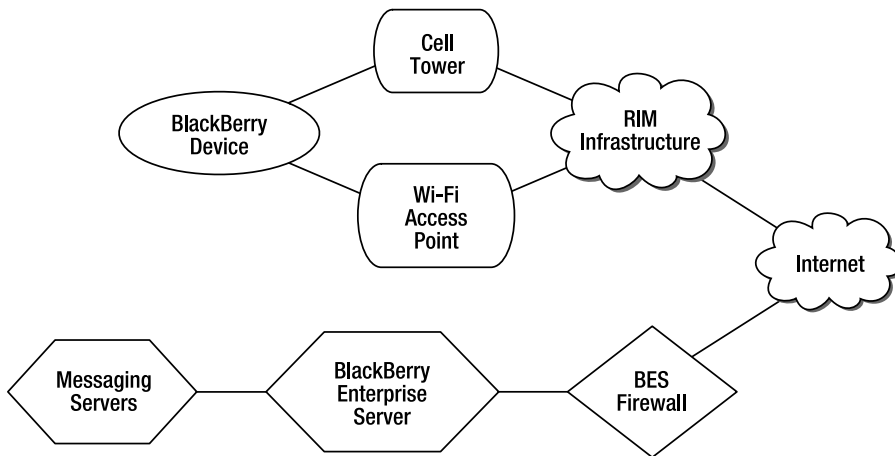 Cell
Tower
BlackBerry
Device
RIM
Infrastructure
Wi-Fi
Access
Point
Internet
Messaging
Servers
BlackBerry
Enterprise
Server
BES
Firewall